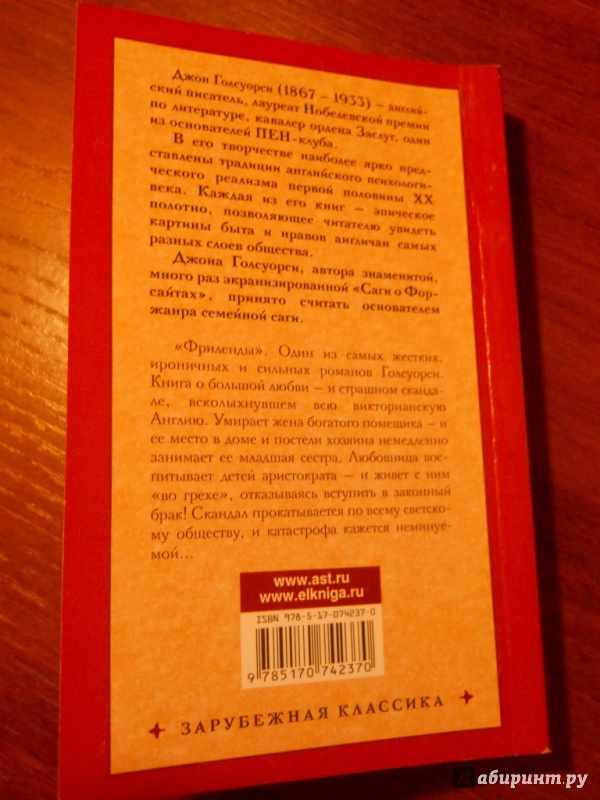 Джон Голсуорси (1867 – 1933) – англий-
ский писатель, лауреат Нобелевской премии
по литературе, кавалер ордена Заслуг, один
из основателей ПЕН-клуба.
В его творчестве наиболее ярко пред-
ставлены традиции английского психологи-
ческого реализма первой половины XX
века. Каждая из его книг – эпическое
полотно, позволяющее читателю увидеть
картины быта и нравов англичан самых
разных слоев общества.
Джона Голсуорси, автора знаменитой,
много раз экранизированной «Саги о Фор-
сайтах», принято считать основателем
жанра семейной саги.
«Фриленды». Один из самых жестких,
ироничных и сильных романов Голсуорси.
Книга о большой любви – и страшном сканда-
ле, всколыхнувшем всю викторианскую
Англию. Умирает жена богатого помещика – и
ее место в доме и постели хозяина немедленно
занимает ее младшая сестра. Любовница вос-
питывает детей аристократа – и живет с ним
«во грехе», отказываясь вступить в законный
брак! Скандал прокатывается по всему светско-
му обществу, и катастрофа кажется неминуе-
мой...
www.ast.ru
www.elkniga.ru
ISBN 978-5-17-074237-0
9 785170 742370
ЗАРУБЕЖНАЯ КЛАССИКА
лабиринт.ру